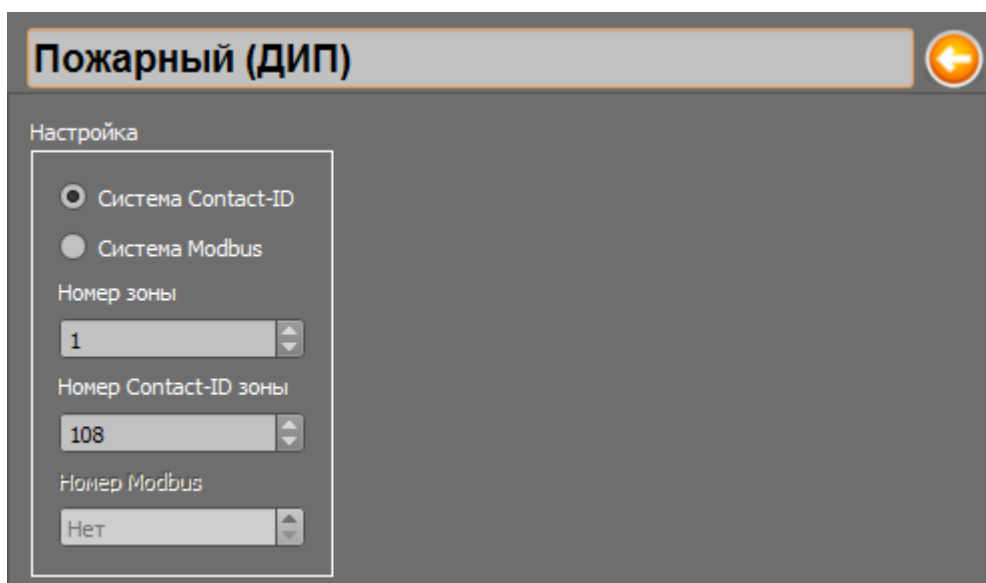 Пожарный (ДИП)
Настройка
Система Contact-ID
Система Modbus
Номер зоны
1
Номер Contact-ID зоны
108
Номер Modbus
Нет